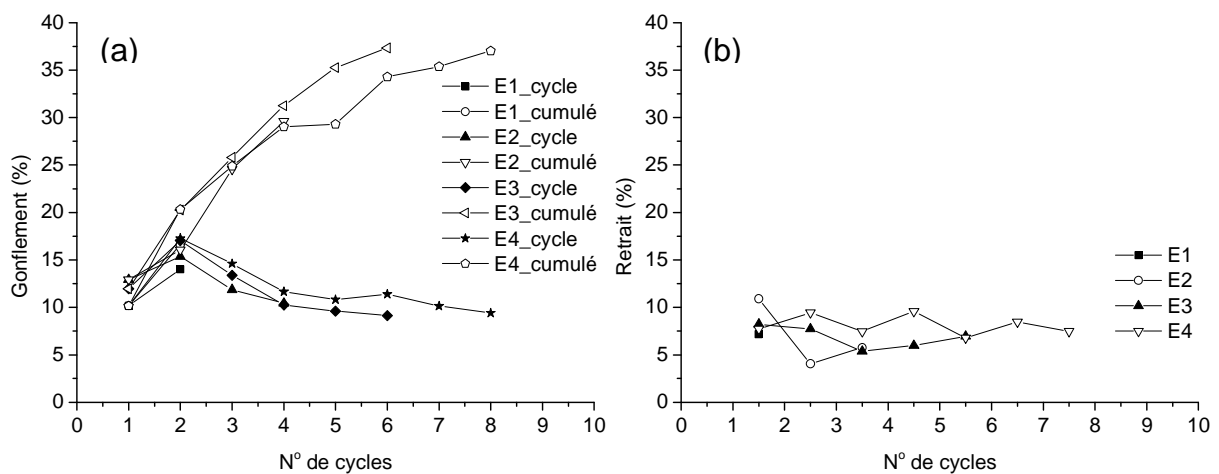 (a)
Gonflement (%)
40
35
30
25
20
15
10
5
0
0 1 2 3 4 5 6 7 8 9 10
N° de cycles
E1_cycle
E1_cumulé
E2_cycle
E2_cumulé
E3_cycle
E3_cumulé
E4_cycle
E4_cumulé
(b)
Retrait (%)
40
35
30
25
20
15
10
5
0
0 1 2 3 4 5 6 7 8 9 10
N° de cycles
E1
E2
E3
E4